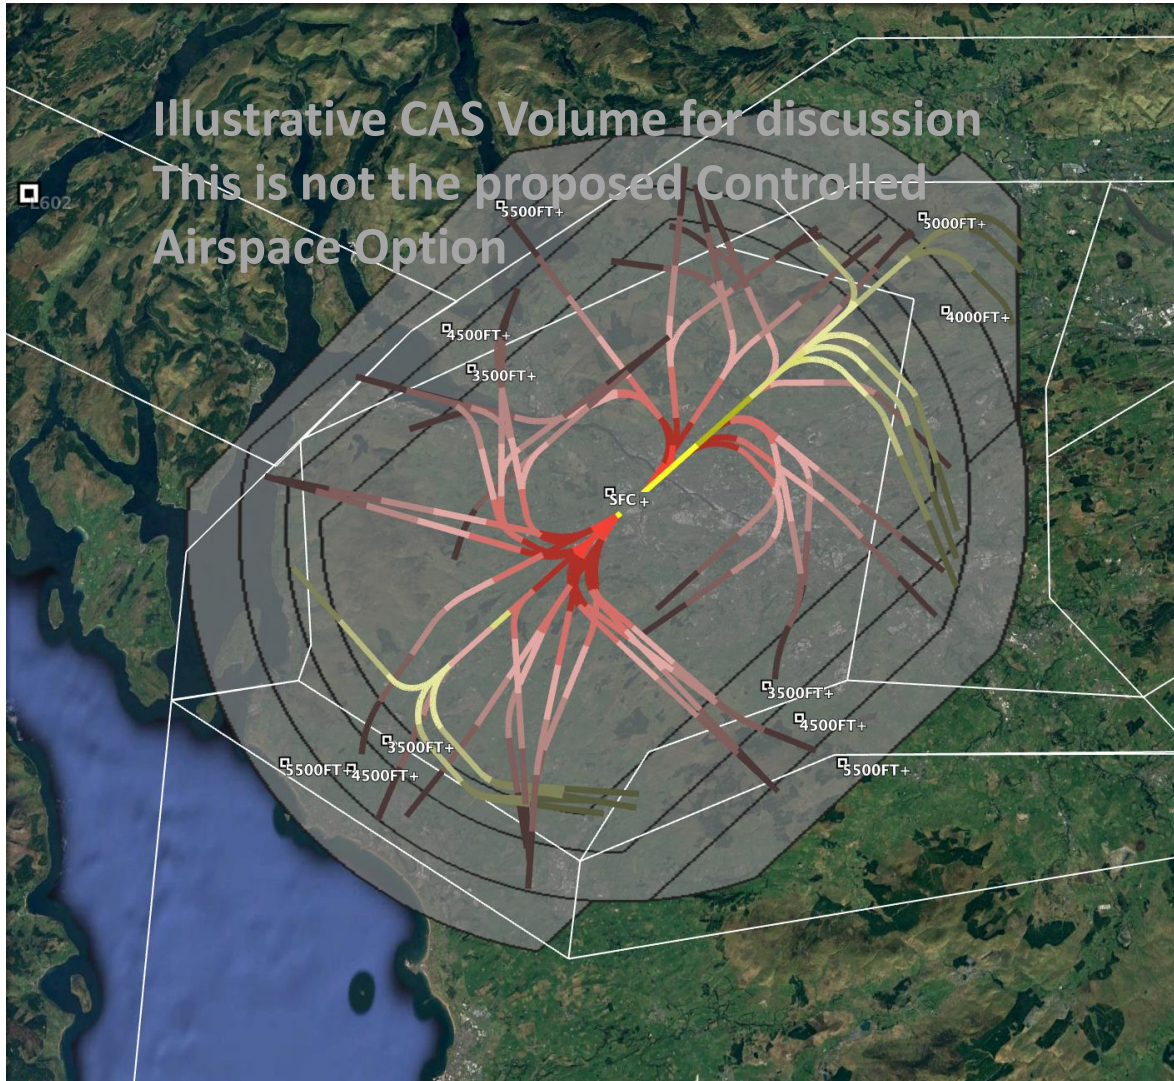 Illustrative CAS Volume for discussion
This is not the proposed Controlled
Airspace Option
L602
5500FT+
5000FT+
4000FT+
4500FT+
3500FT+
SFC +
3500FT+
4500FT+
3500FT+
5500FT+
4500FT+
5500FT+